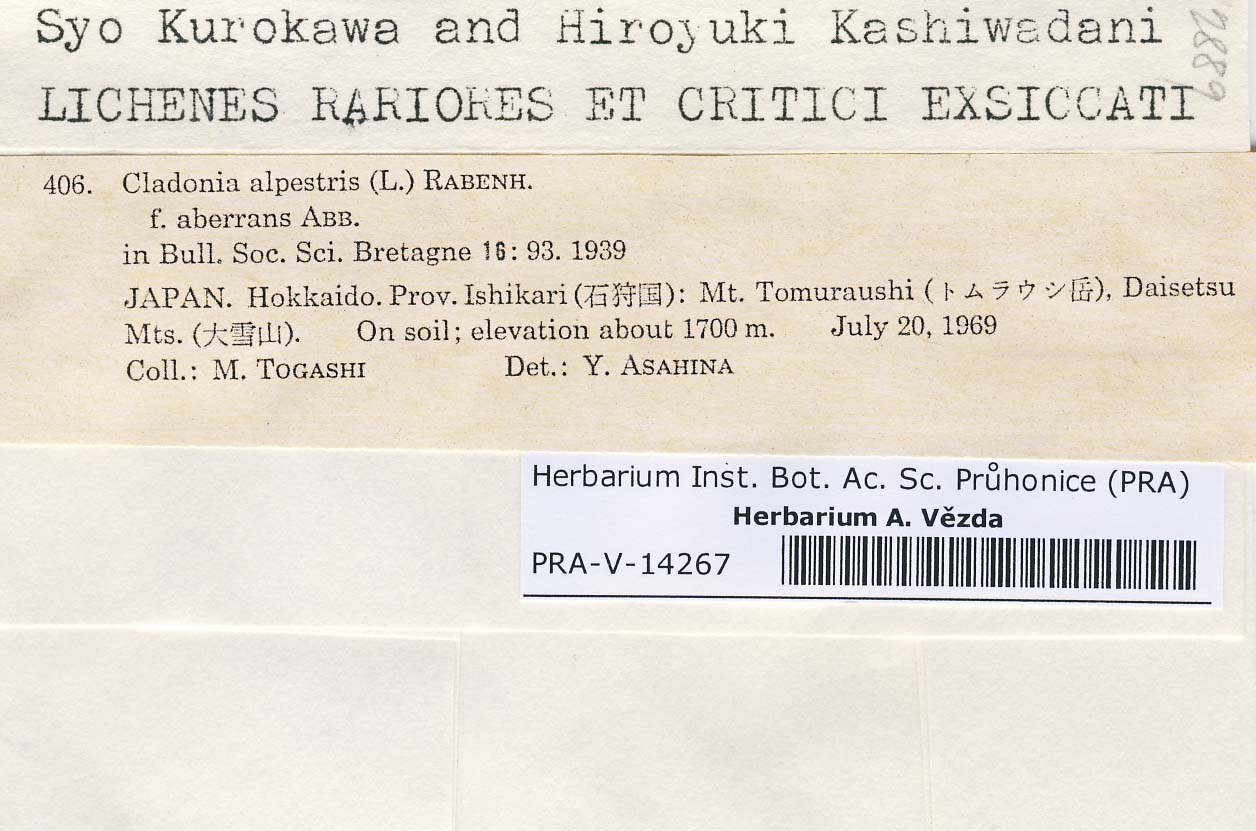 Syo Kurokawa and Hiroyuki Kashiwadani
LICHENES RARIORES ET CRITICI EXSICCATI
2889
406. Cladonia alpestris (L.) RABENH.
f. aberrans ABB.
in Bull. Soc. Sci. Bretagne 16: 93. 1939
JAPAN. Hokkaido. Prov. Ishikari (石狩国): Mt. Tomuraushi (トムラウシ岳), Daisetsu
Mts. (大雪山). On soil; elevation about 1700 m. July 20, 1969
Coll.: M. TOGASHI Det.: Y. ASAHINA
Herbarium Inst. Bot. Ac. Sc. Průhonice (PRA)
Herbarium A. Vězda
PRA-V-14267